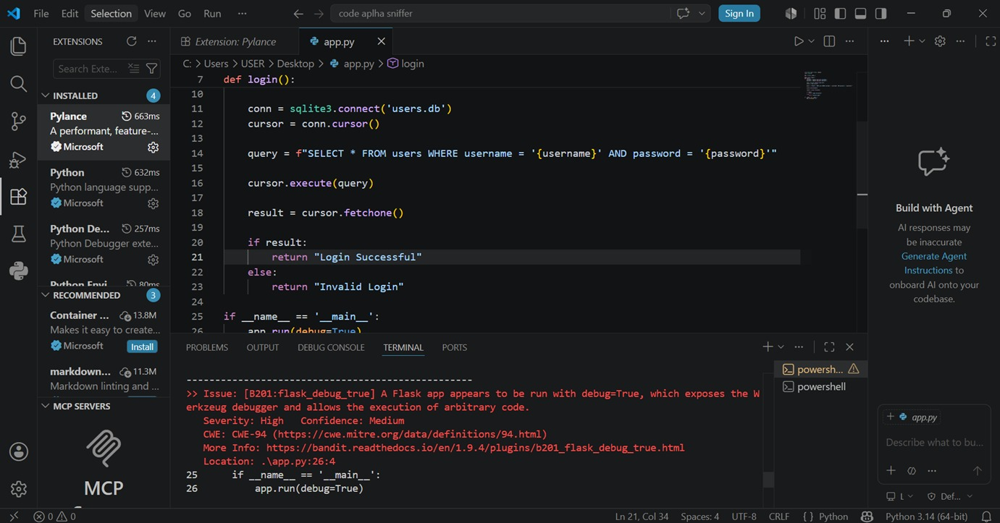 File Edit Selection View Go Run ··· code aplha sniffer Sign In
EXTENSIONS
Search Exte...
INSTALLED 4
Pylance 663ms
A performant, feature-...
Microsoft
Python 632ms
Python language supp...
Microsoft
Python De... 257ms
Python Debugger exte...
Microsoft
Python Envi... 80ms
RECOMMENDED 3
Container ... 13.8M
Makes it easy to create...
Microsoft Install
markdown... 11.3M
Markdown linting and ...
MCP SERVERS
MCP
Extension: Pylance app.py
C: > Users > USER > Desktop > app.py > login
7 def login():
10
11 conn = sqlite3.connect('users.db')
12 cursor = conn.cursor()
13
14 query = f"SELECT * FROM users WHERE username = '{username}' AND password = '{password}'"
15
16 cursor.execute(query)
17
18 result = cursor.fetchone()
19
20 if result:
21 return "Login Successful"
22 else:
23 return "Invalid Login"
24
25 if __name__ == '__main__':
26 app.run(debug=True)
PROBLEMS OUTPUT DEBUG CONSOLE TERMINAL PORTS
--------------------------------------------------
>> Issue: [B201:flask_debug_true] A Flask app appears to be run with debug=True, which exposes the W
erkzeug debugger and allows the execution of arbitrary code.
Severity: High Confidence: Medium
CWE: CWE-94 (https://cwe.mitre.org/data/definitions/94.html)
More Info: https://bandit.readthedocs.io/en/1.9.4/plugins/b201_flask_debug_true.html
Location: .\app.py:26:4
25 if __name__ == '__main__':
26 app.run(debug=True)
powersh...
powershell
Build with Agent
AI responses may
be inaccurate
Generate Agent
Instructions to
onboard AI onto your
codebase.
+ app.py
Describe what to bu...
L Def...
0 0 Ln 21, Col 34 Spaces: 4 UTF-8 CRLF {} Python Python 3.14 (64-bit)